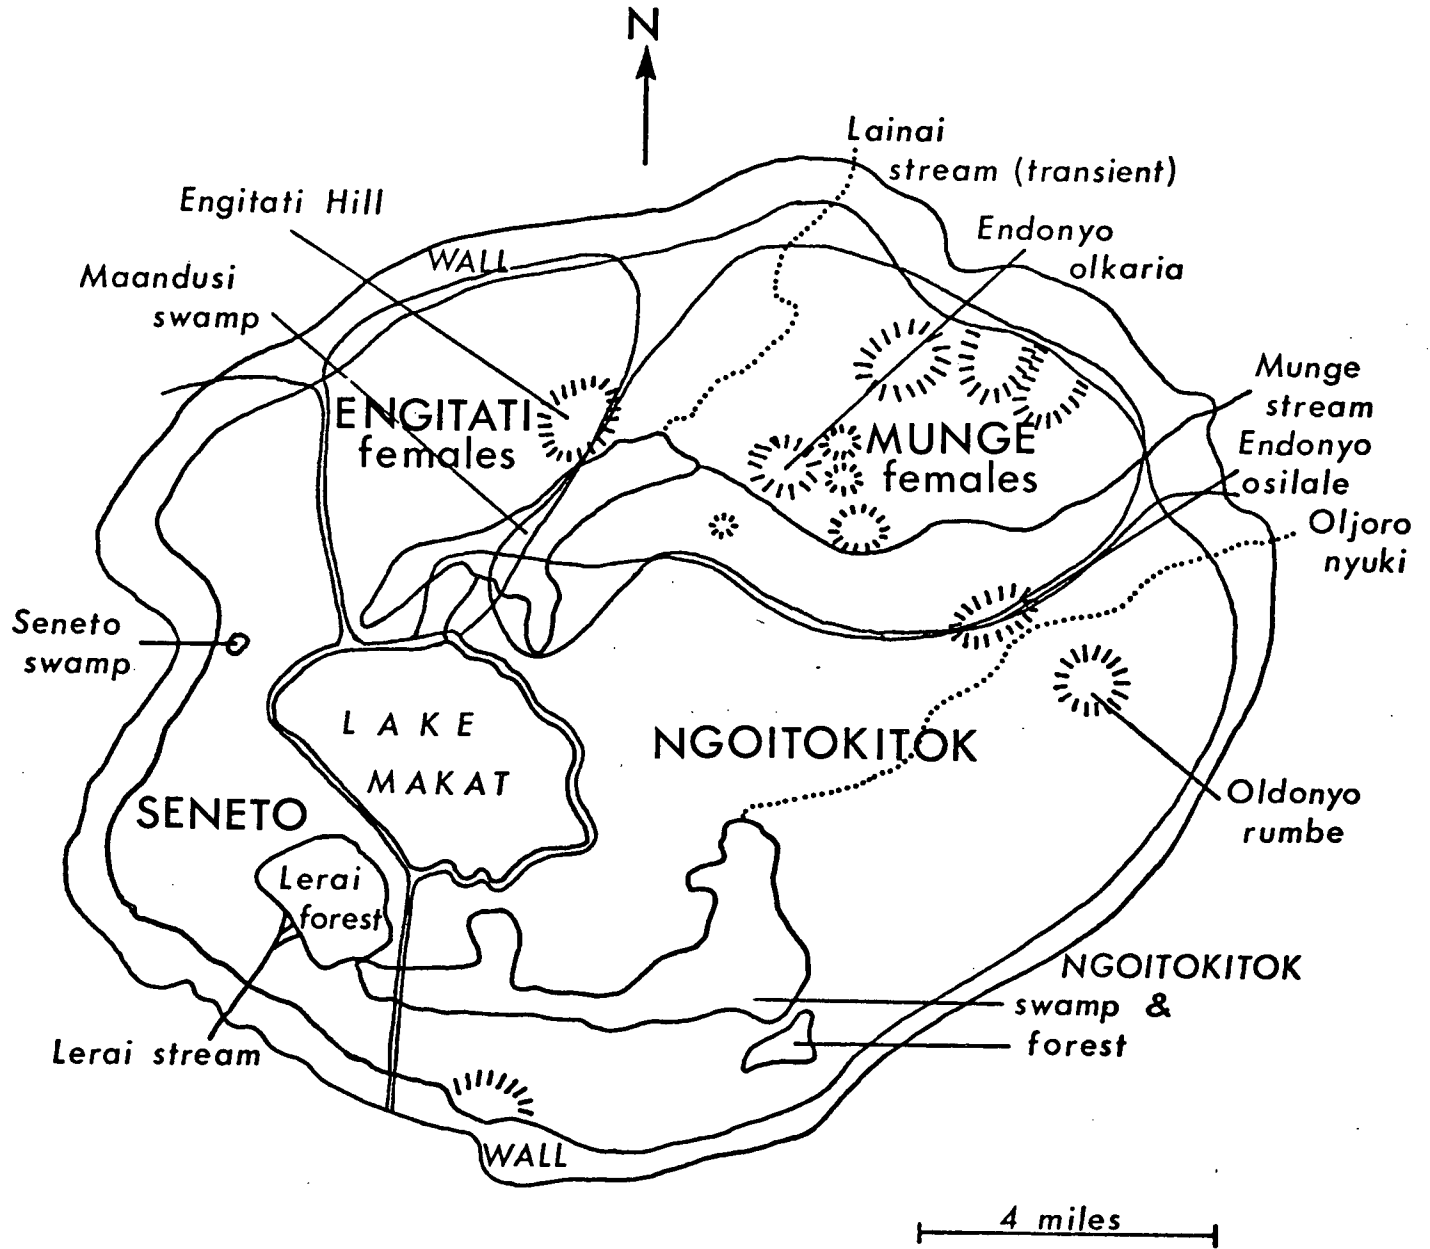 N
Lainai
stream (transient)
Engitati Hill
Endonyo
olkaria
WALL
Maandusi
swamp
Munge
stream
ENGITATI
females
MUNGE
females
Endonyo
osilale
Oljoro
nyuki
Seneto
swamp
LAKE
MAKAT
NGOITOKITOK
SENETO
Oldonyo
rumbe
Lerai
forest
NGOITOKITOK
swamp &
forest
Lerai stream
WALL
4 miles